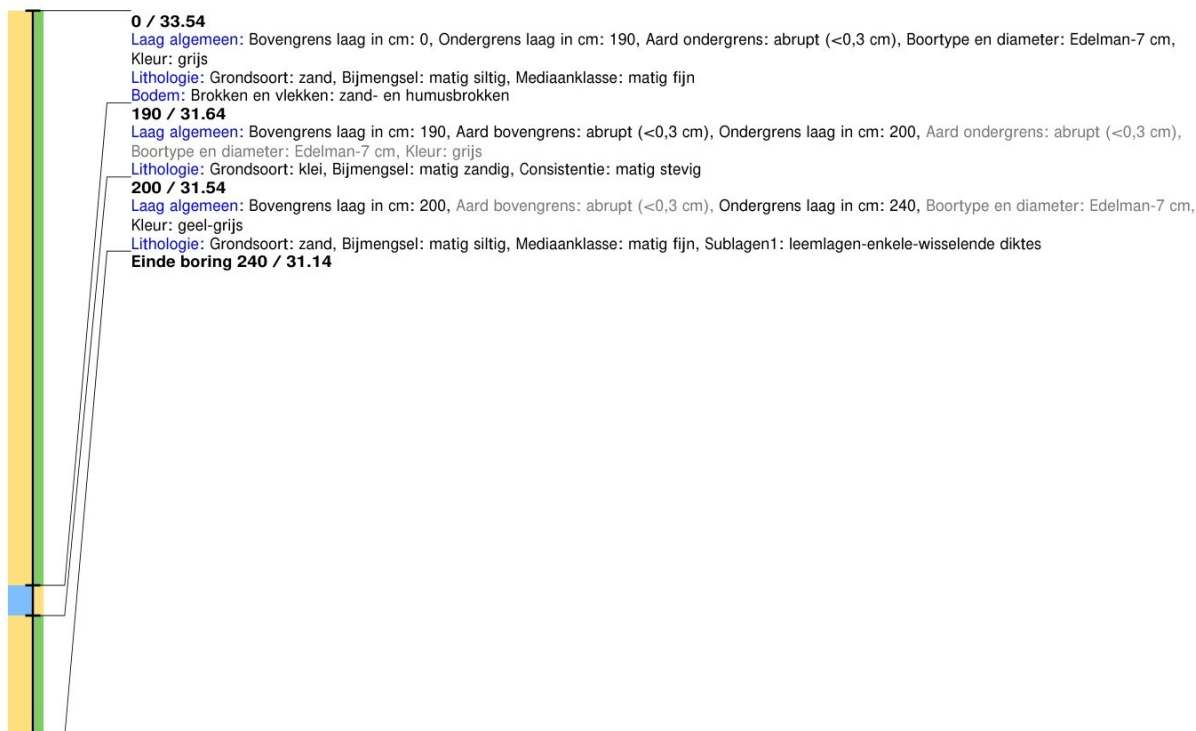 0 / 33.54
Laag algemeen: Bovengrens laag in cm: 0, Ondergrens laag in cm: 190, Aard ondergrens: abrupt (<0,3 cm), Boortype en diameter: Edelman-7 cm,
Kleur: grijs
Lithologie: Grondsoort: zand, Bijmengsel: matig siltig, Mediaanklasse: matig fijn
Bodem: Brokken en vlekken: zand- en humusbrokken
190 / 31.64
Laag algemeen: Bovengrens laag in cm: 190, Aard bovengrens: abrupt (<0,3 cm), Ondergrens laag in cm: 200, Aard ondergrens: abrupt (<0,3 cm),
Boortype en diameter: Edelman-7 cm, Kleur: grijs
Lithologie: Grondsoort: klei, Bijmengsel: matig zandig, Consistentie: matig stevig
200 / 31.54
Laag algemeen: Bovengrens laag in cm: 200, Aard bovengrens: abrupt (<0,3 cm), Ondergrens laag in cm: 240, Boortype en diameter: Edelman-7 cm,
Kleur: geel-grijs
Lithologie: Grondsoort: zand, Bijmengsel: matig siltig, Mediaanklasse: matig fijn, Sublagen1: leemlagen-enkele-wisselende diktes
Einde boring 240 / 31.14